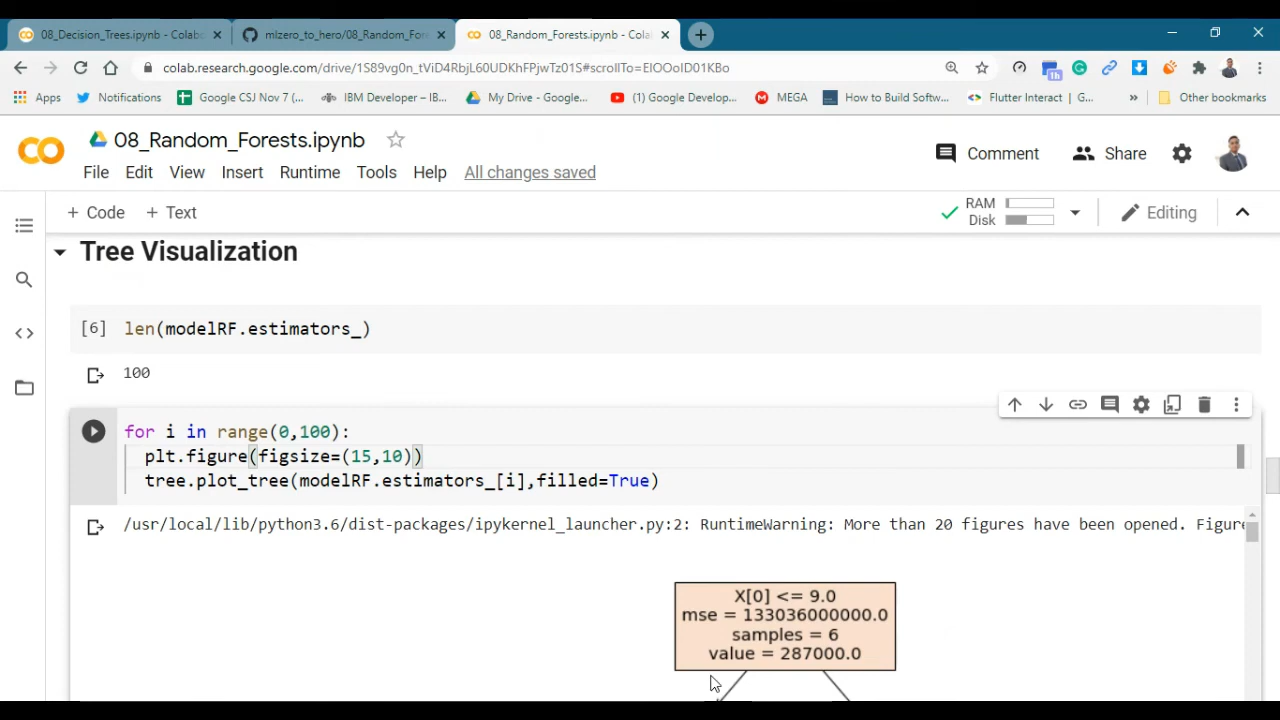 08_Decision_Trees.ipynb - Colab
mlzero_to_hero/08_Random_For
08_Random_Forests.ipynb - Cola
colab.research.google.com/drive/1S89vg0n_tViD4RbjL60UDKhFPjwTz01S#scrollTo=EIOOoID01KBo
1h
Apps
Notifications
Google CSJ Nov 7 (...
IBM Developer – IB...
My Drive - Google...
(1) Google Develop...
MEGA
How to Build Softw...
Flutter Interact | G...
»
Other bookmarks
08_Random_Forests.ipynb
Comment
Share
File Edit View Insert Runtime Tools Help All changes saved
+ Code + Text
RAM
Disk
Editing
Tree Visualization
[6] len(modelRF.estimators_)
100
for i in range(0,100):
plt.figure(figsize=(15,10))
tree.plot_tree(modelRF.estimators_[i],filled=True)
/usr/local/lib/python3.6/dist-packages/ipykernel_launcher.py:2: RuntimeWarning: More than 20 figures have been opened. Figure
X[0] <= 9.0
mse = 133036000000.0
samples = 6
value = 287000.0